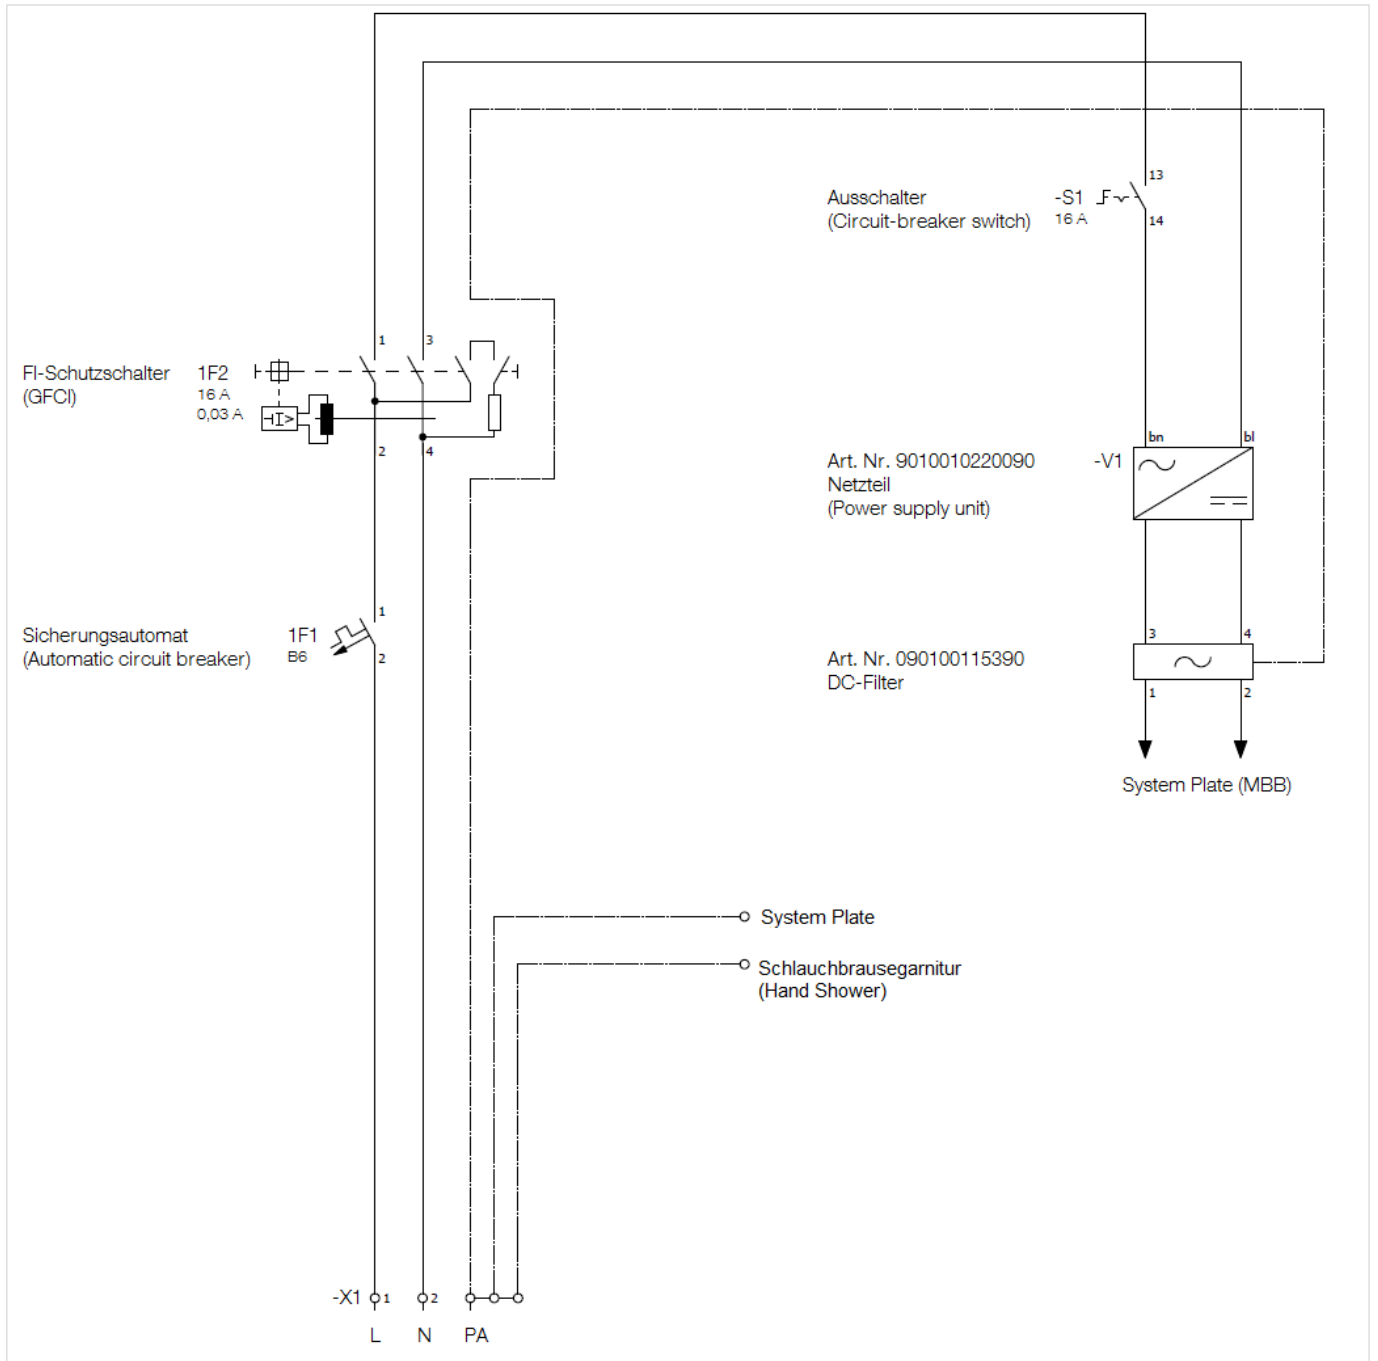 13
Ausschalter -S1
(Circuit-breaker switch) 16 A
14
1 3
FI-Schutzschalter 1F2
(GFCI) 16 A
0,03 A
I>
2 4
bn bl
Art. Nr. 9010010220090 -V1
Netzteil
(Power supply unit)
1
Sicherungsautomat 1F1
(Automatic circuit breaker) B6
2
3 4
Art. Nr. 090100115390
DC-Filter
1 2
System Plate (MBB)
System Plate
Schlauchbrausegarnitur
(Hand Shower)
-X1 1 2
L N PA